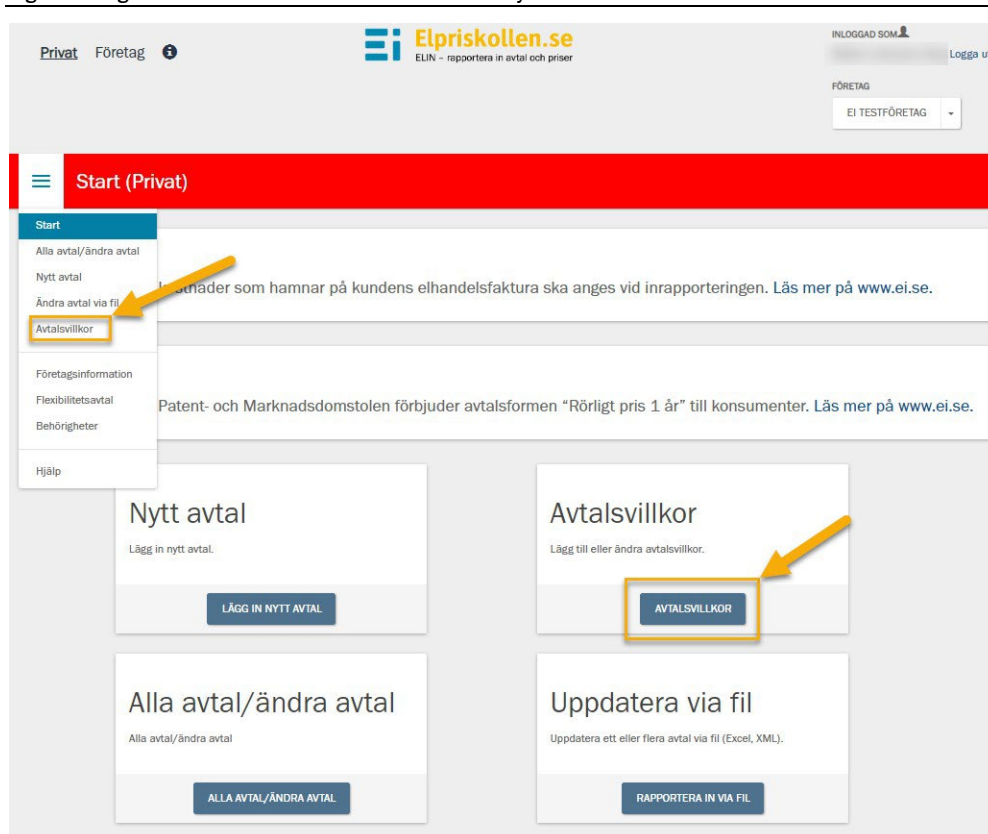 Privat Företag
Ei Elpriskollen.se
ELIN – rapportera in avtal och priser
INLOGGAD SOM
Logga u
FÖRETAG
EI TESTFÖRETAG
Start (Privat)
Start
Alla avtal/ändra avtal
Nytt avtal
Ändra avtal via fil
Avtalsvillkor
Företagsinformation
Flexibilitetsavtal
Behörigheter
Hjälp
kostnader som hamnar på kundens elhandelsfaktura ska anges vid inrapporteringen. Läs mer på www.ei.se.
Patent- och Marknadsdomstolen förbjuder avtalsformen “Rörligt pris 1 år” till konsumenter. Läs mer på www.ei.se.
Nytt avtal
Lägg in nytt avtal.
LÄGG IN NYTT AVTAL
Avtalsvillkor
Lägg till eller ändra avtalsvillkor.
AVTALSVILLKOR
Alla avtal/ändra avtal
Alla avtal/ändra avtal
ALLA AVTAL/ÄNDRA AVTAL
Uppdatera via fil
Uppdatera ett eller flera avtal via fil (Excel, XML).
RAPPORTERA IN VIA FIL